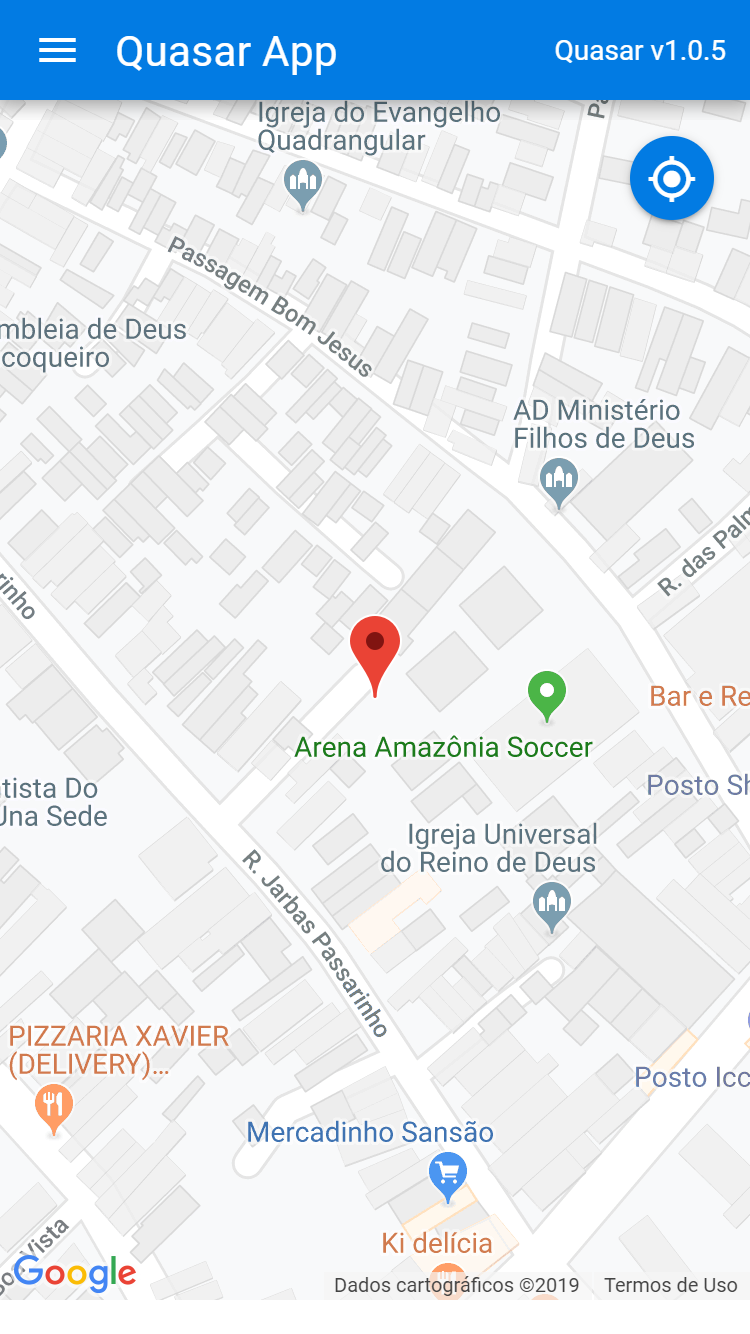 Quasar App
Quasar v1.0.5
Igreja do Evangelho
Quadrangular
Passagem Bom Jesus
mbleia de Deus
coqueiro
AD Ministério
Filhos de Deus
R. das Palm
rinho
Bar e Re
Arena Amazônia Soccer
Posto Sh
tista Do
Una Sede
Igreja Universal
do Reino de Deus
R. Jarbas Passarinho
PIZZARIA XAVIER
(DELIVERY)...
Posto Icc
Mercadinho Sansão
Ki delícia
Vista
Google
Dados cartográficos ©2019
Termos de Uso